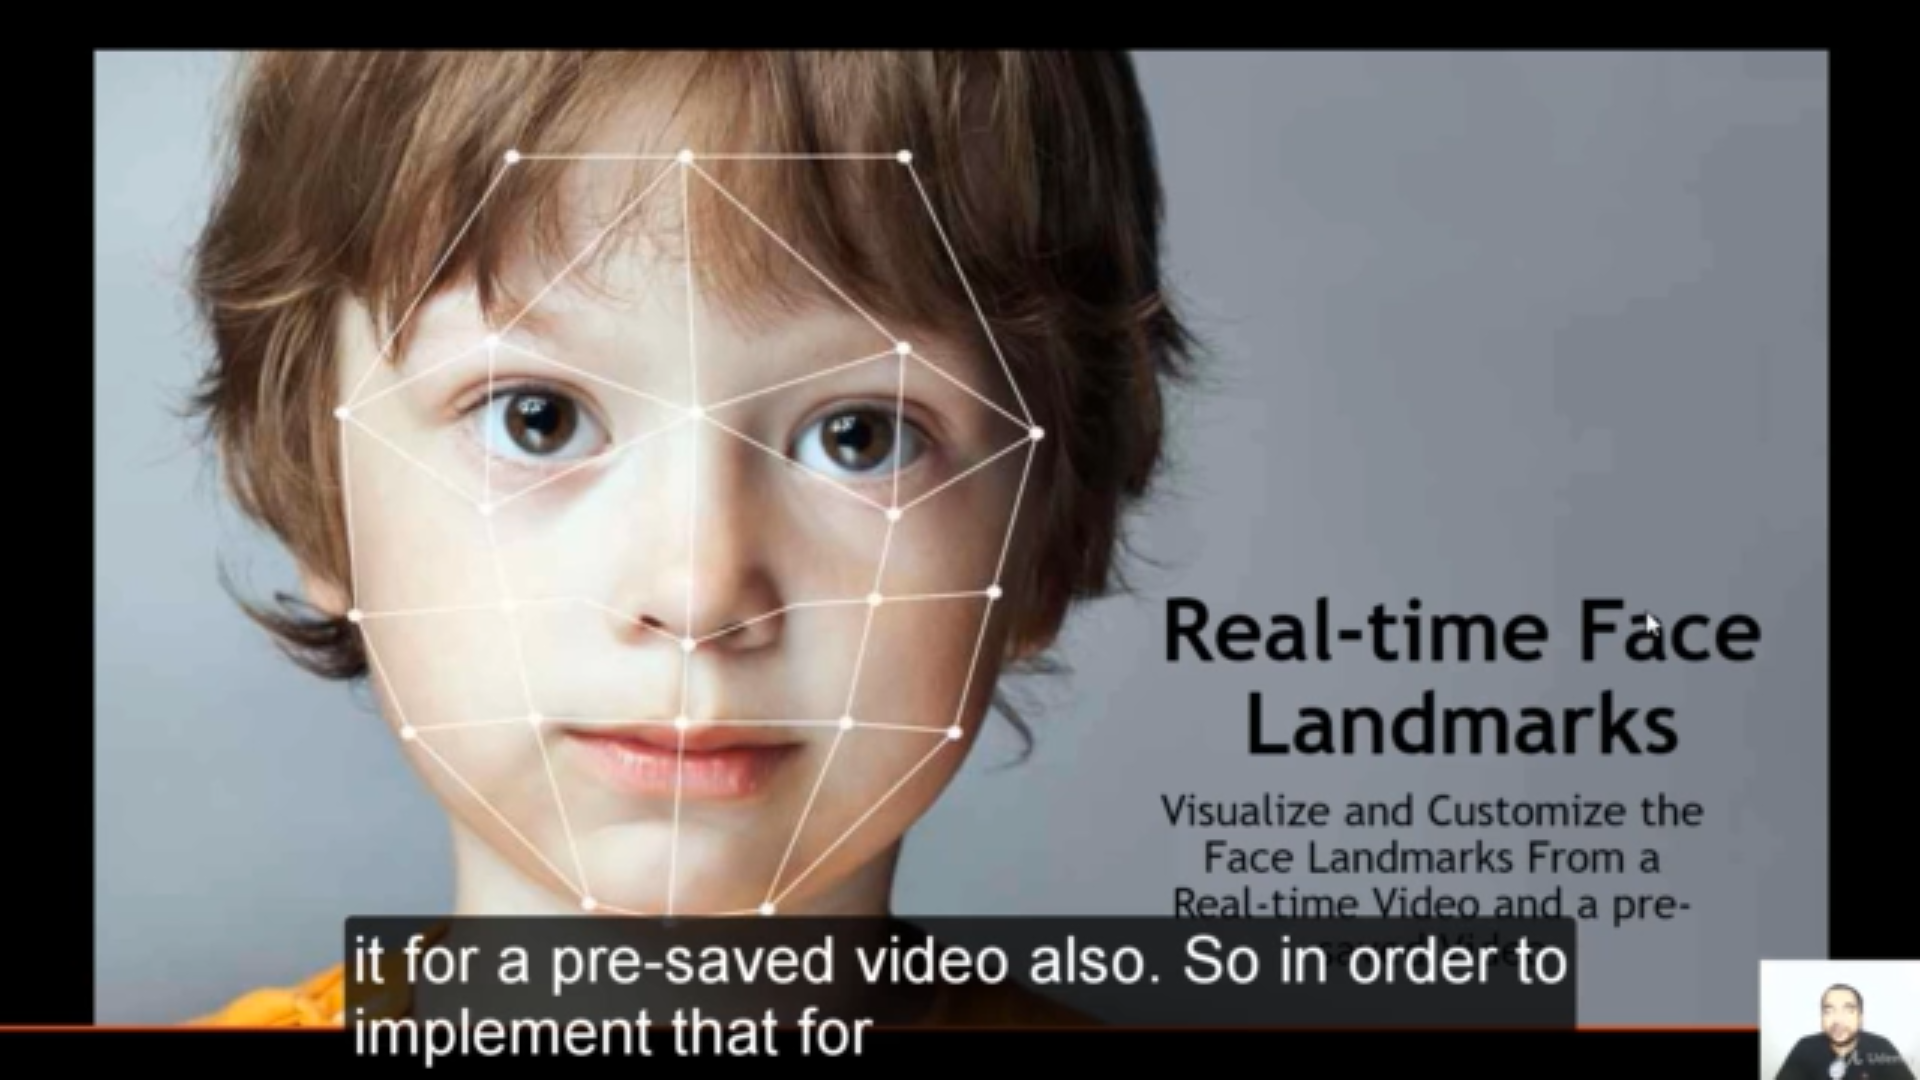 Real-time Face
Landmarks
Visualize and Customize the
Face Landmarks From a
Real-time Video and a pre-
it for a pre-saved video also. So in order to
implement that for